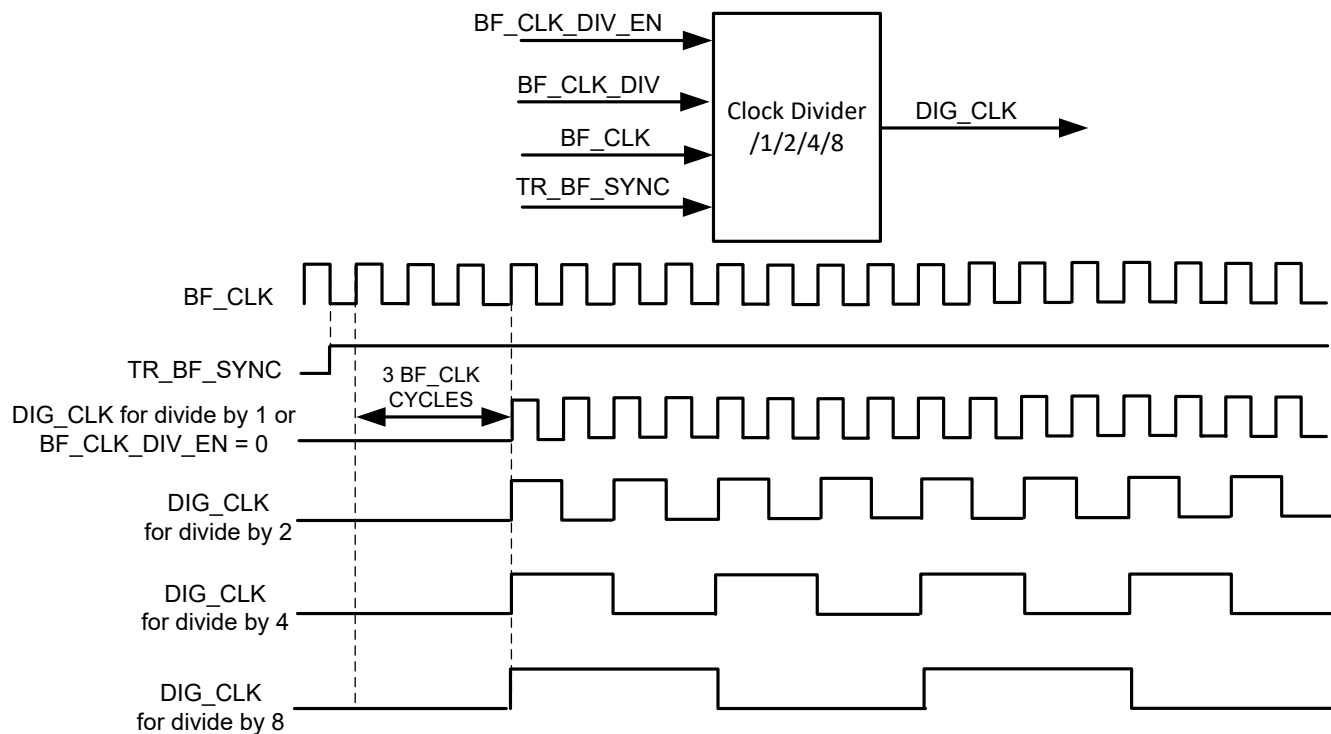 BF_CLK_DIV_EN
BF_CLK_DIV
BF_CLK
TR_BF_SYNC
Clock Divider
/1/2/4/8
DIG_CLK
BF_CLK
TR_BF_SYNC
3 BF_CLK
CYCLES
DIG_CLK for divide by 1 or
BF_CLK_DIV_EN = 0
DIG_CLK
for divide by 2
DIG_CLK
for divide by 4
DIG_CLK
for divide by 8